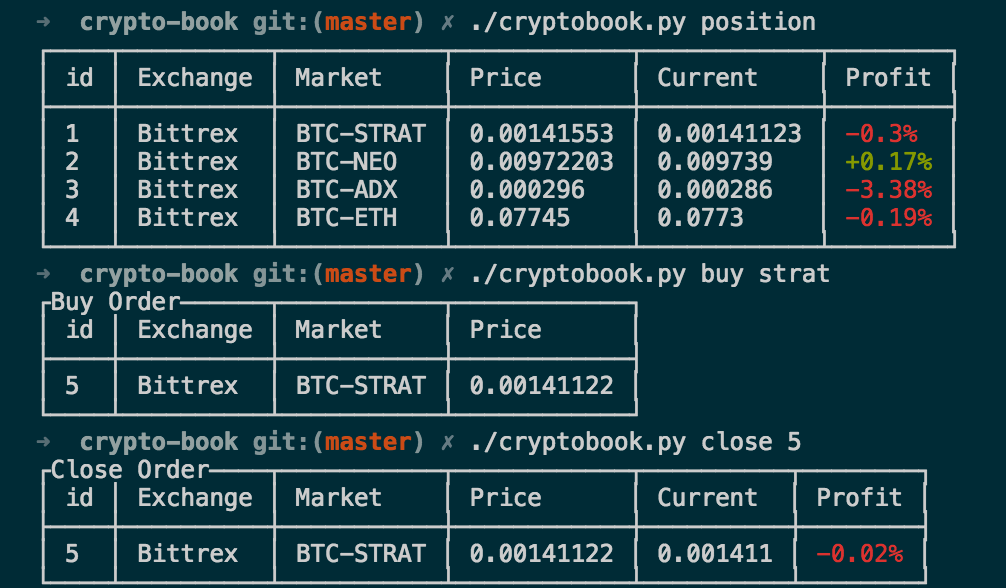 → crypto-book git:(master) ✗ ./cryptobook.py position
id Exchange Market Price Current Profit
1 Bittrex BTC-STRAT 0.00141553 0.00141123 -0.3%
2 Bittrex BTC-NEO 0.00972203 0.009739 +0.17%
3 Bittrex BTC-ADX 0.000296 0.000286 -3.38%
4 Bittrex BTC-ETH 0.07745 0.0773 -0.19%
→ crypto-book git:(master) ✗ ./cryptobook.py buy strat
Buy Order
id Exchange Market Price
5 Bittrex BTC-STRAT 0.00141122
→ crypto-book git:(master) ✗ ./cryptobook.py close 5
Close Order
id Exchange Market Price Current Profit
5 Bittrex BTC-STRAT 0.00141122 0.001411 -0.02%